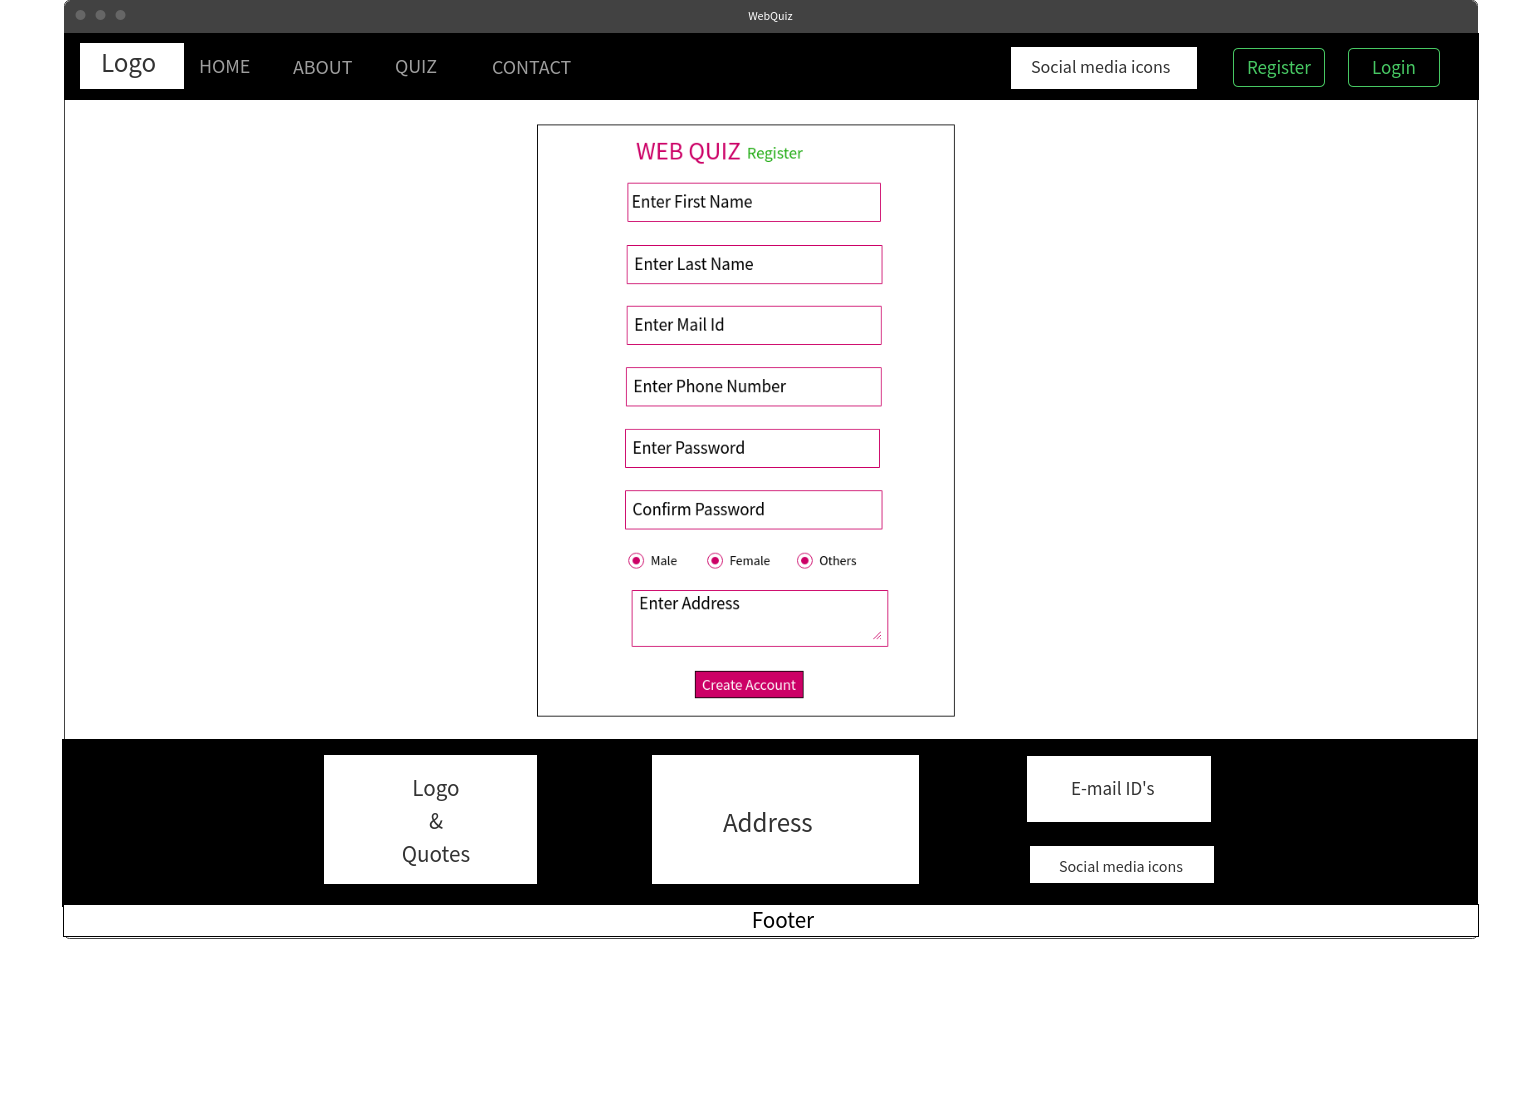 WebQuiz
Logo HOME ABOUT QUIZ CONTACT Social media icons Register Login
WEB QUIZ Register
Enter First Name
Enter Last Name
Enter Mail Id
Enter Phone Number
Enter Password
Confirm Password
Male Female Others
Enter Address
Create Account
Logo
&
Quotes
Address
E-mail ID's
Social media icons
Footer